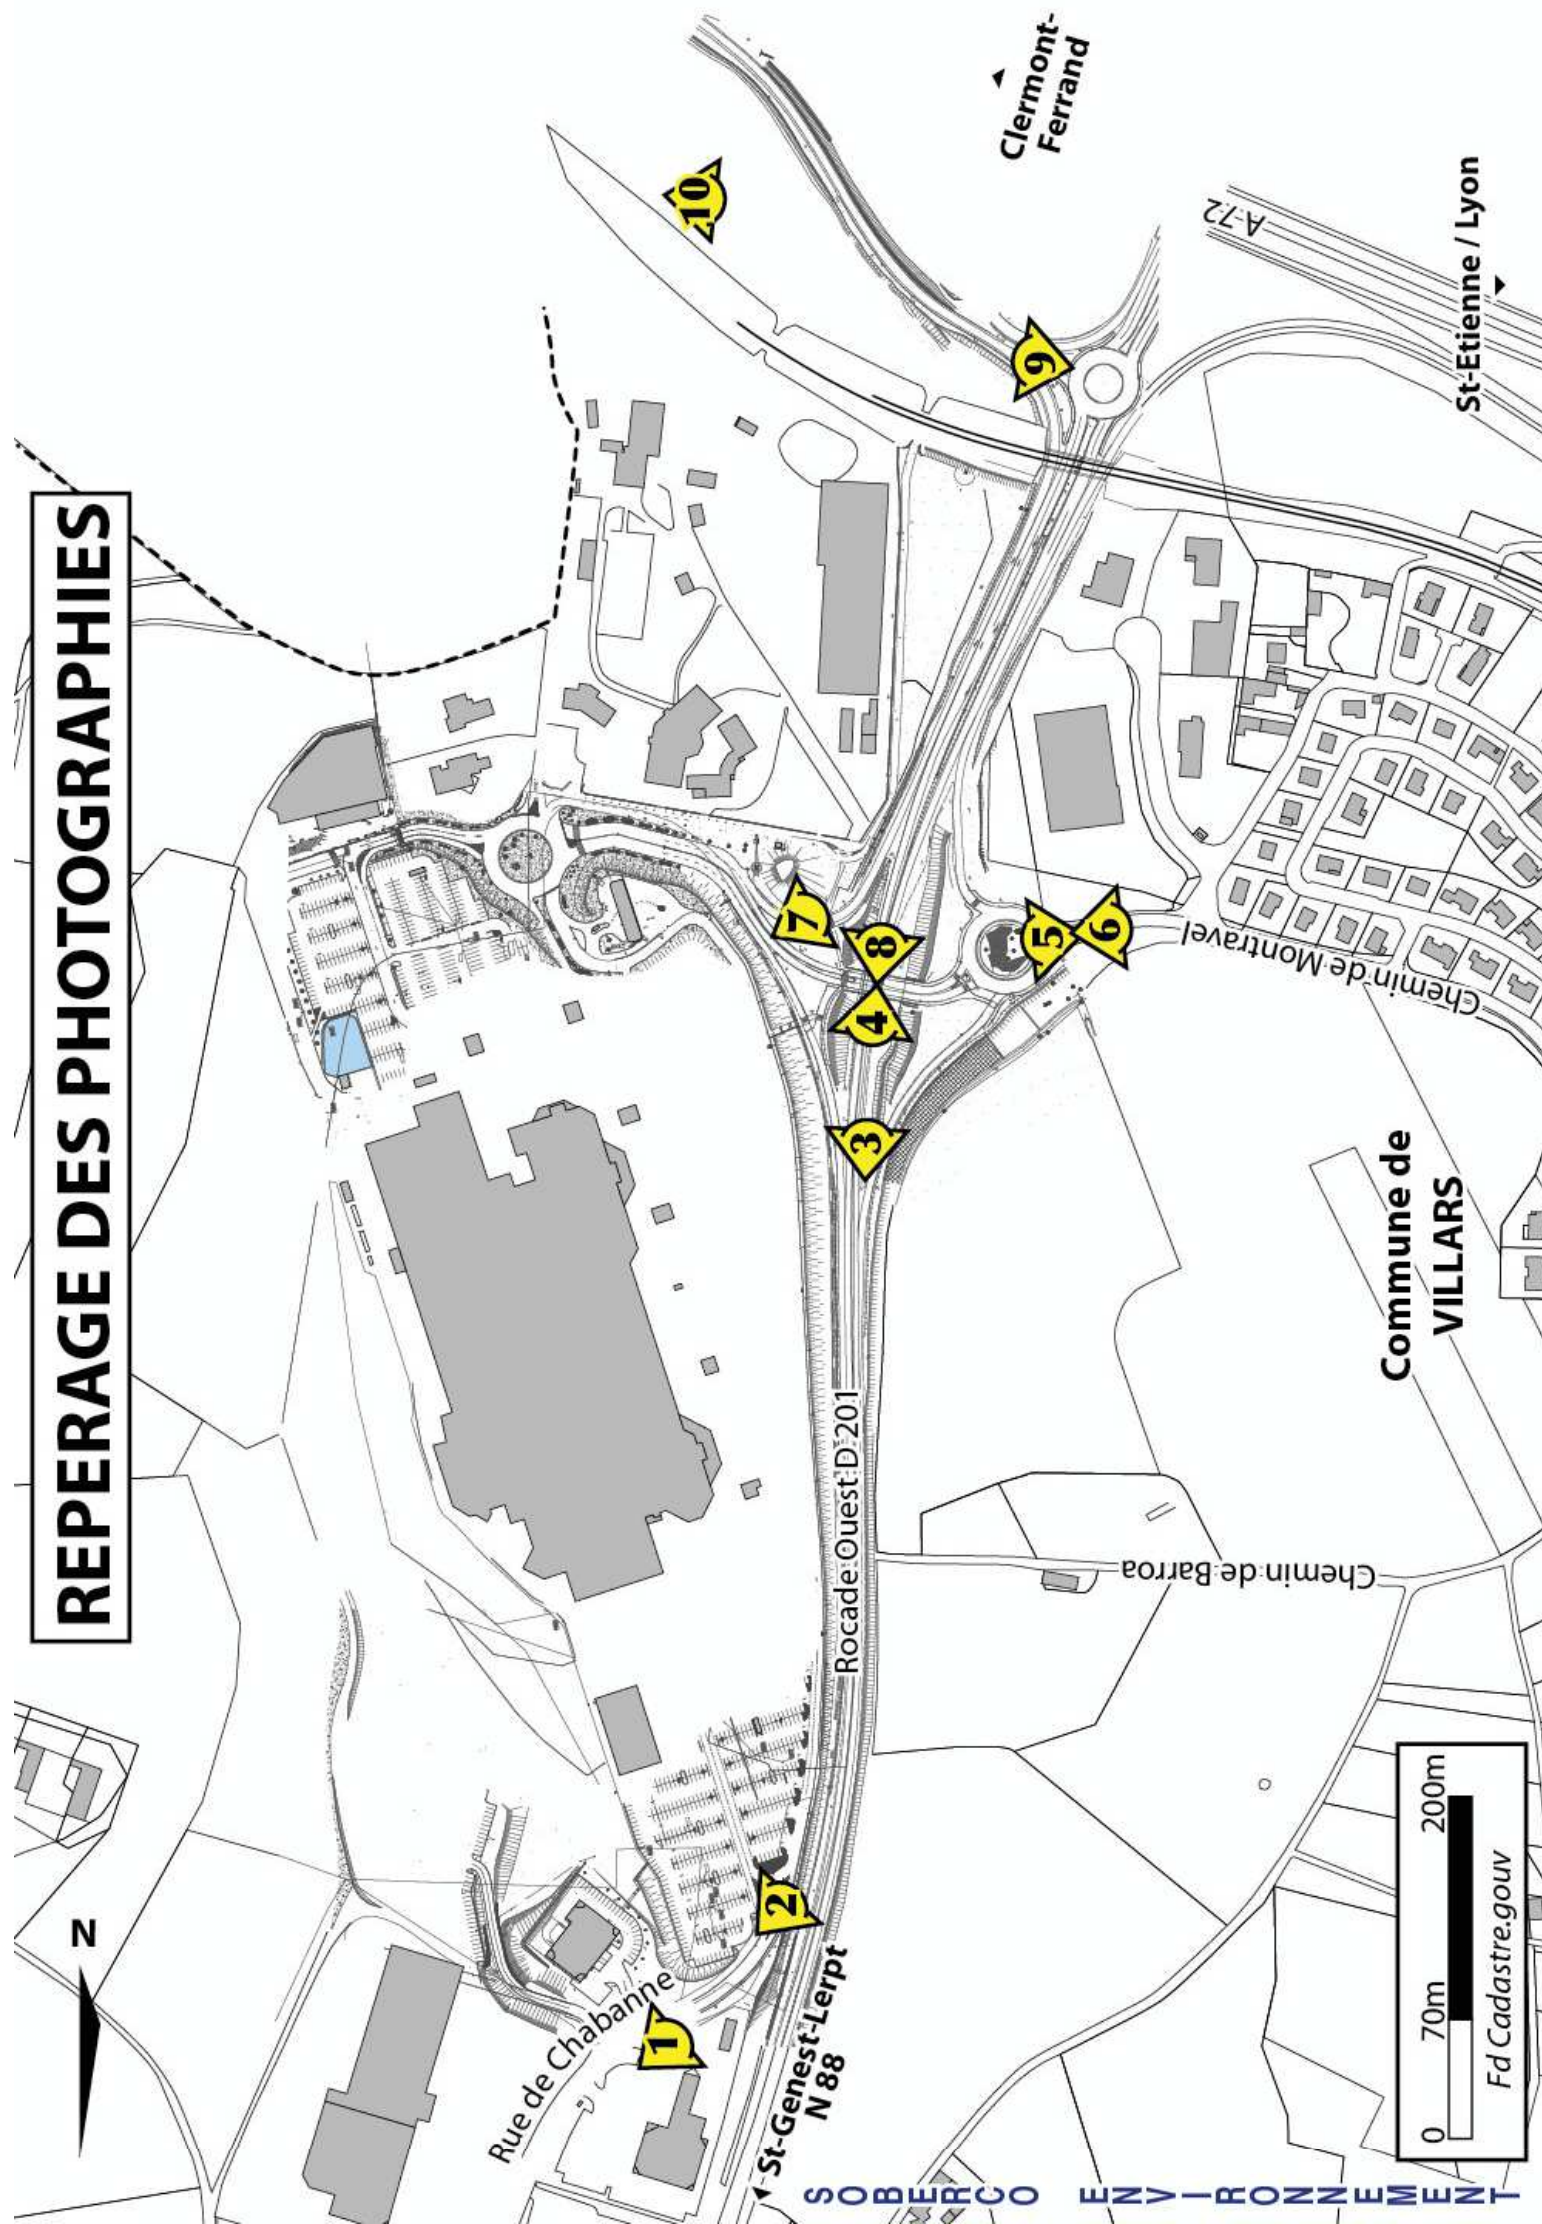 REPERAGE DES PHOTOGRAPHIES
N
Clermont-
Ferrand
A-72
St-Etienne / Lyon
10
9
7
8
4
5
6
3
2
1
Chemin de Montravel
Commune de
VILLARS
Rocade Ouest D 201
Chemin de Barroa
Rue de Chabanne
St-Genest-Lerpt
N 88
0 70m 200m
Fd Cadastre.gouv
SOBERCO ENVIRONNEMENT